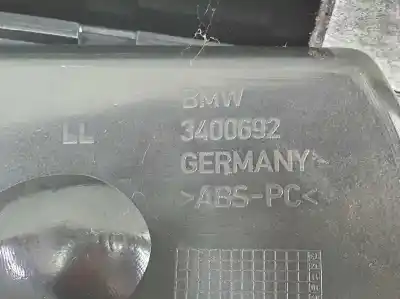 BMW
LL
3400692
GERMANY
>ABS-PC<